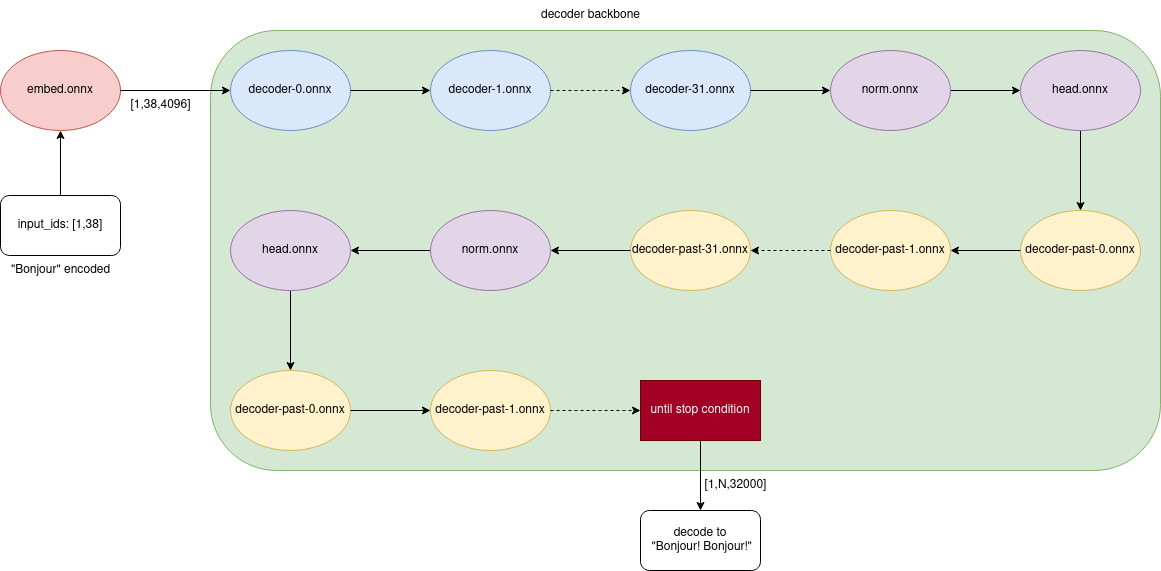 decoder backbone
embed.onnx
decoder-0.onnx
decoder-1.onnx
decoder-31.onnx
norm.onnx
head.onnx
[1,38,4096]
input_ids: [1,38]
"Bonjour" encoded
head.onnx
norm.onnx
decoder-past-31.onnx
decoder-past-1.onnx
decoder-past-0.onnx
decoder-past-0.onnx
decoder-past-1.onnx
until stop condition
[1,N,32000]
decode to
"Bonjour! Bonjour!"